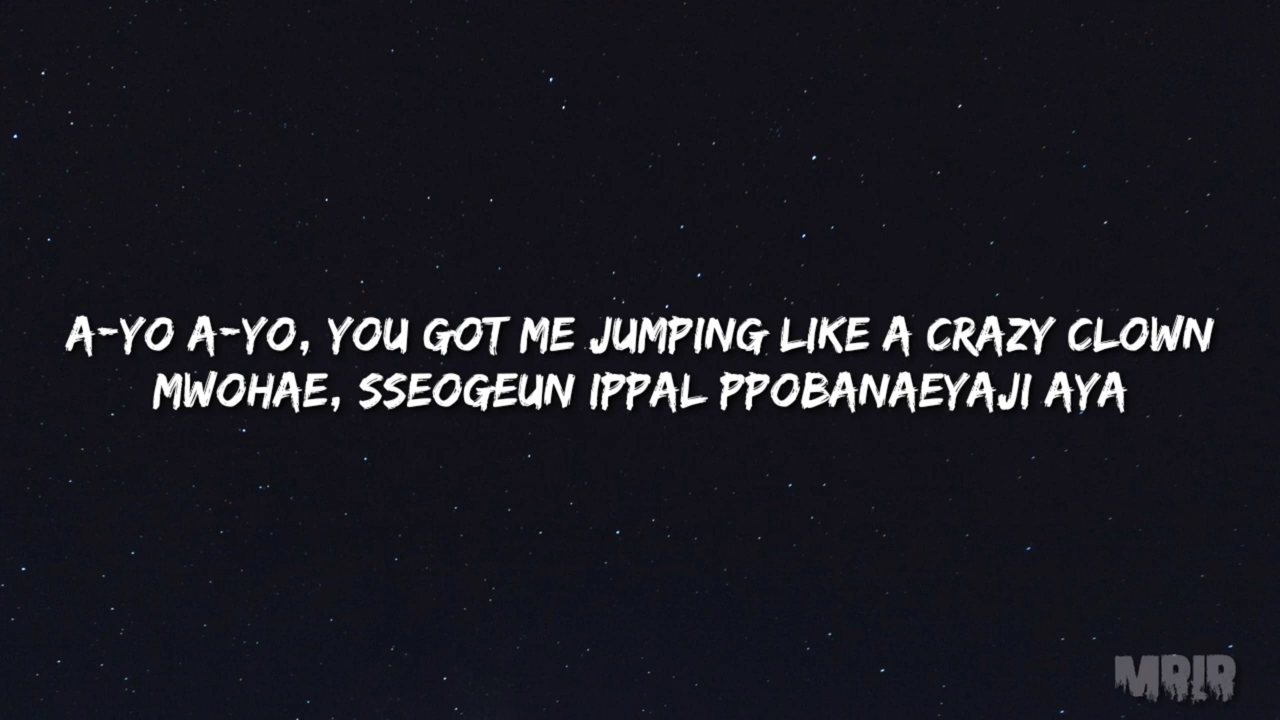 A-YO A-YO, YOU GOT ME JUMPING LIKE A CRAZY CLOWN
MWOHAE, SSEOGEUN IPPAL PPOBANAEYAJI AYA
MRLR